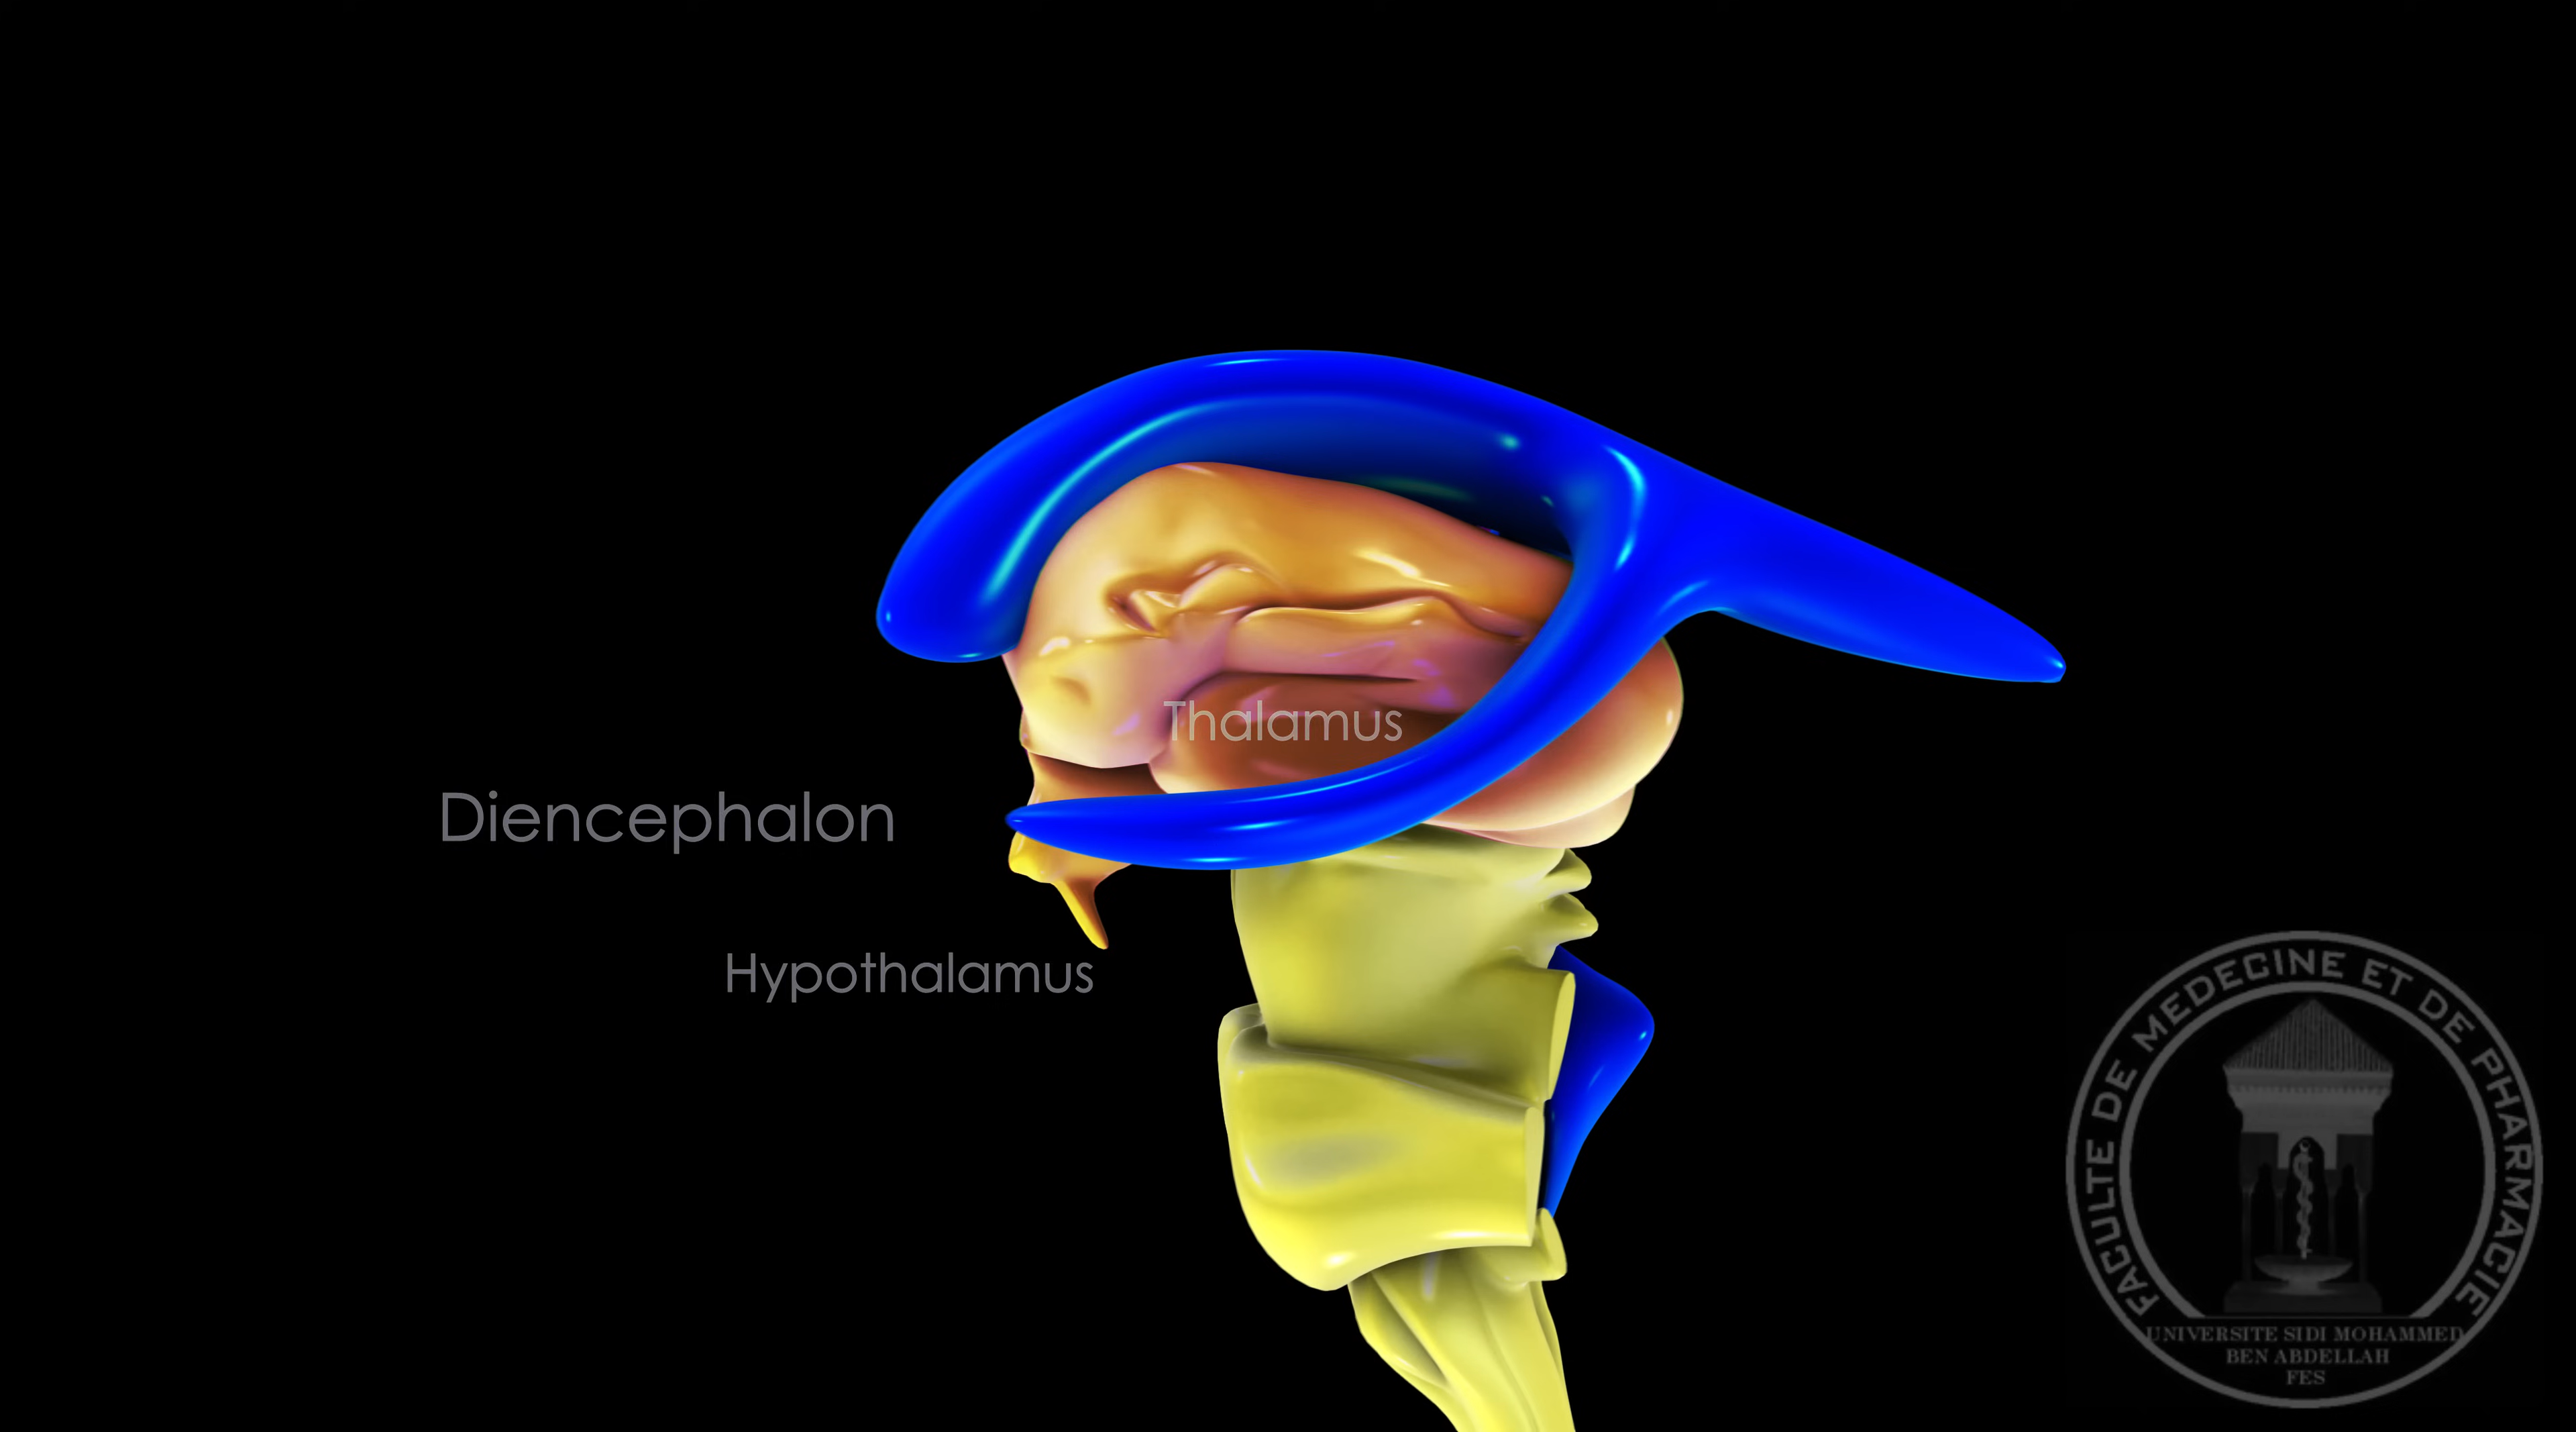 Thalamus
Diencephalon
Hypothalamus
FACULTE DE MEDECINE ET DE PHARMACIE
UNIVERSITE SIDI MOHAMMED
BEN ABDELLAH
FES